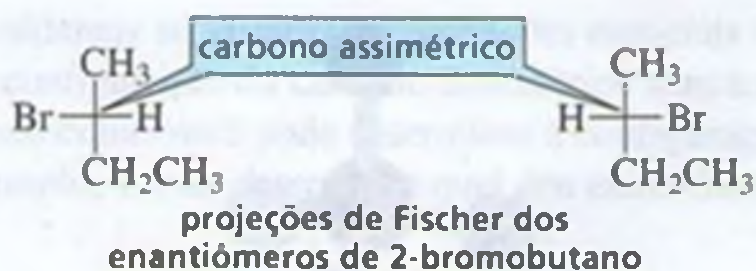 carbono assimétrico
CH₃ CH₃
Br H H Br
CH₂CH₃ CH₂CH₃
projeções de Fischer dos
enantiômeros de 2-bromobutano